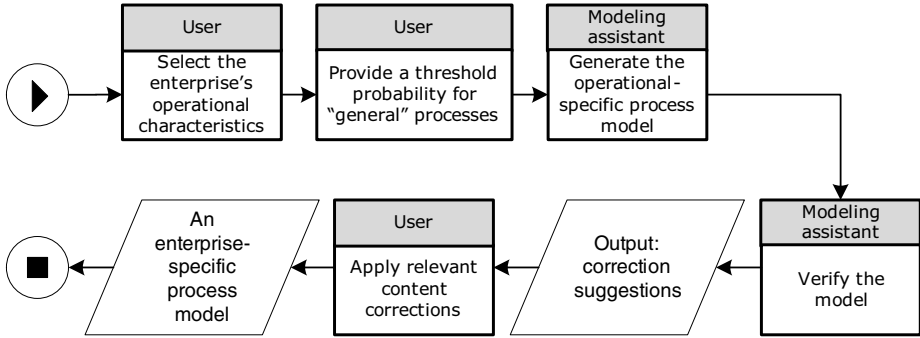 User
Select the
enterprise's
operational
characteristics
User
Provide a threshold
probability for
“general” processes
Modeling
assistant
Generate the
operational-
specific process
model
Modeling
assistant
Verify the
model
Output:
correction
suggestions
User
Apply relevant
content
corrections
An
enterprise-
specific
process
model